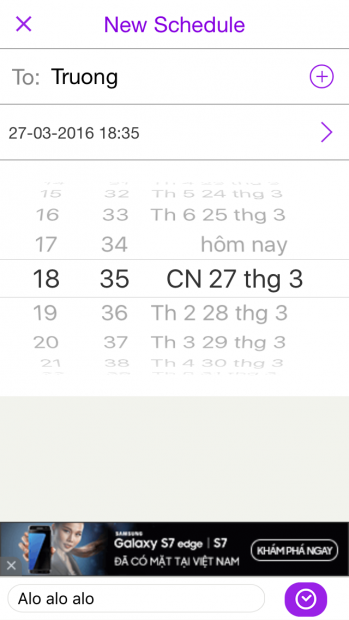 New Schedule
To: Truong
27-03-2016 18:35
15 32 Th 5 24 thg 3
16 33 Th 6 25 thg 3
17 34 hôm nay
18 35 CN 27 thg 3
19 36 Th 2 28 thg 3
20 37 Th 3 29 thg 3
21 38 Th 4 30 thg 3
SAMSUNG
Galaxy S7 edge | S7
ĐÃ CÓ MẶT TẠI VIỆT NAM
KHÁM PHÁ NGAY
Alo alo alo